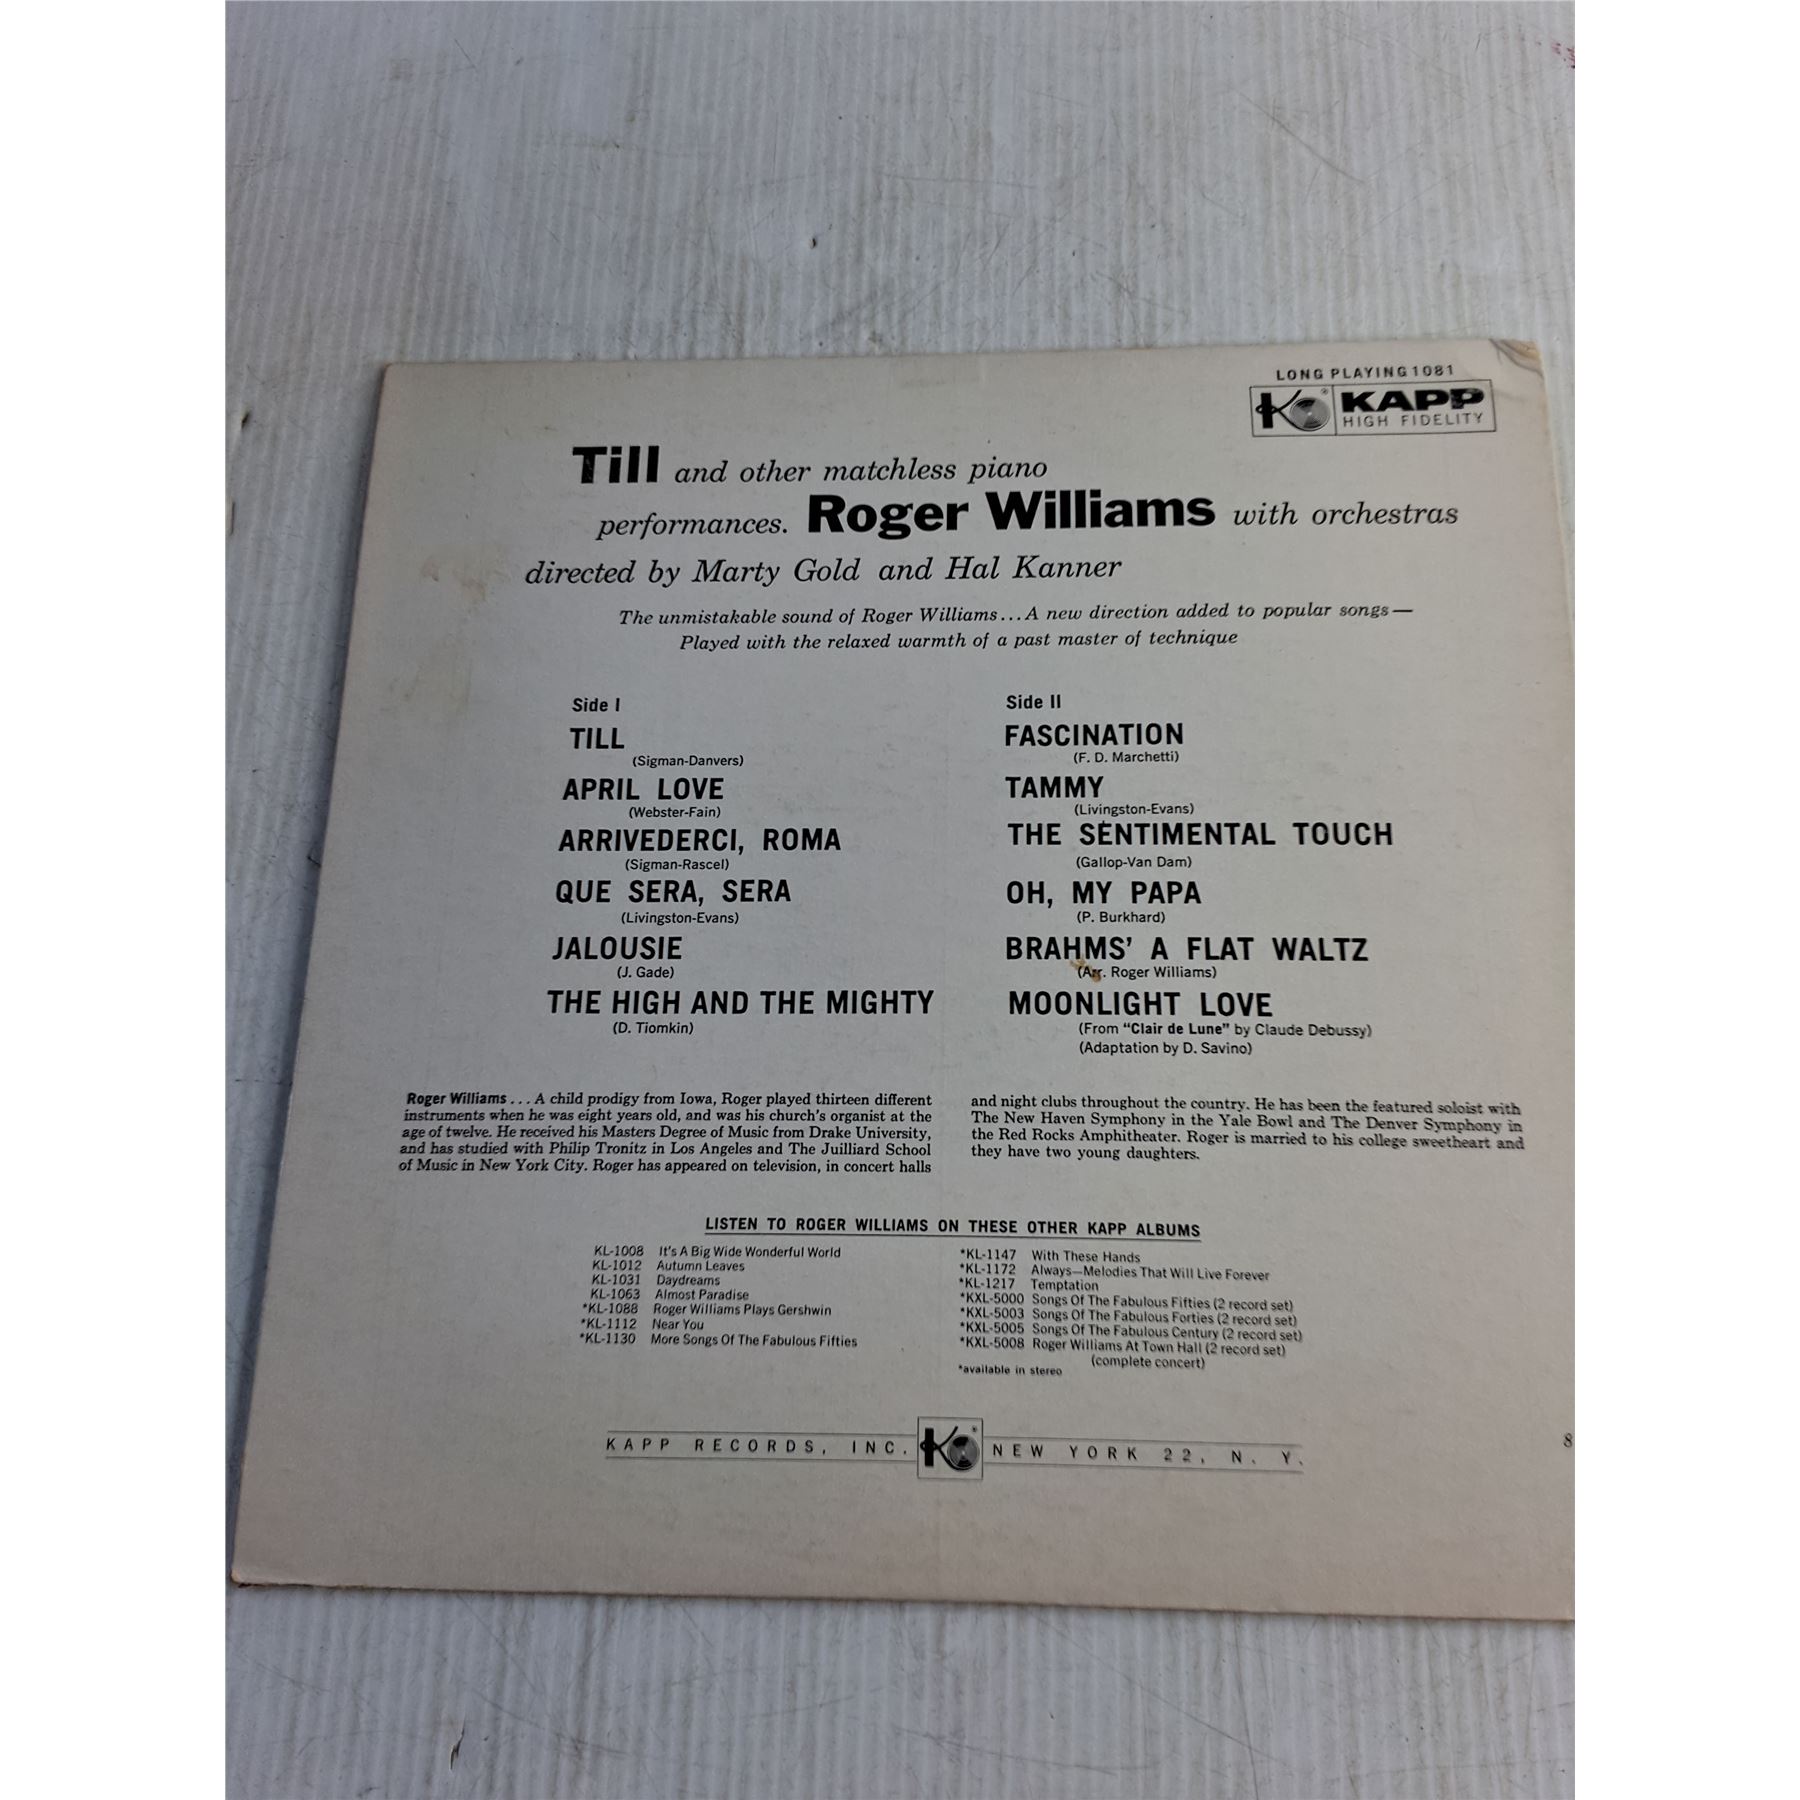 LONG PLAYING 1081
K KAPP
HIGH FIDELITY
Till and other matchless piano
performances. Roger Williams with orchestras
directed by Marty Gold and Hal Kanner
The unmistakable sound of Roger Williams...A new direction added to popular songs—
Played with the relaxed warmth of a past master of technique
Side I
TILL
(Sigman-Danvers)
APRIL LOVE
(Webster-Fain)
ARRIVEDERCI, ROMA
(Sigman-Rascel)
QUE SERA, SERA
(Livingston-Evans)
JALOUSIE
(J. Gade)
THE HIGH AND THE MIGHTY
(D. Tiomkin)
Side II
FASCINATION
(F. D. Marchetti)
TAMMY
(Livingston-Evans)
THE SENTIMENTAL TOUCH
(Gallop-Van Dam)
OH, MY PAPA
(P. Burkhard)
BRAHMS' A FLAT WALTZ
(Arr. Roger Williams)
MOONLIGHT LOVE
(From "Clair de Lune" by Claude Debussy)
(Adaptation by D. Savino)
Roger Williams... A child prodigy from Iowa, Roger played thirteen different
instruments when he was eight years old, and was his church's organist at the
age of twelve. He received his Masters Degree of Music from Drake University,
and has studied with Philip Tronitz in Los Angeles and The Juilliard School
of Music in New York City. Roger has appeared on television, in concert halls
and night clubs throughout the country. He has been the featured soloist with
The New Haven Symphony in the Yale Bowl and The Denver Symphony in
the Red Rocks Amphitheater. Roger is married to his college sweetheart and
they have two young daughters.
LISTEN TO ROGER WILLIAMS ON THESE OTHER KAPP ALBUMS
KL-1008 It's A Big Wide Wonderful World
KL-1012 Autumn Leaves
KL-1031 Daydreams
KL-1063 Almost Paradise
*KL-1088 Roger Williams Plays Gershwin
*KL-1112 Near You
*KL-1130 More Songs Of The Fabulous Fifties
*KL-1147 With These Hands
*KL-1172 Always—Melodies That Will Live Forever
*KL-1217 Temptation
*KXL-5000 Songs Of The Fabulous Fifties (2 record set)
*KXL-5003 Songs Of The Fabulous Forties (2 record set)
*KXL-5005 Songs Of The Fabulous Century (2 record set)
*KXL-5008 Roger Williams At Town Hall (2 record set)
(complete concert)
*available in stereo
KAPP RECORDS, INC. K NEW YORK 22, N. Y.
8